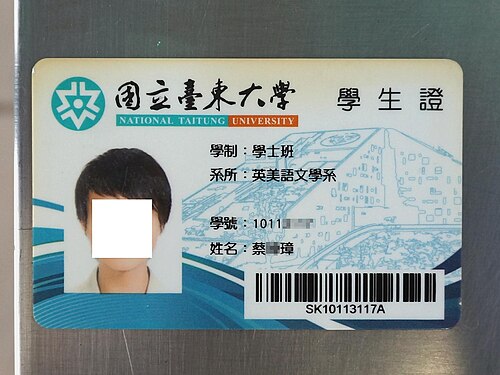 國立臺東大學
學生證
NATIONAL TAITUNG UNIVERSITY
學制：學士班
系所：英美語文學系
學號：1011
姓名：蔡 璋
SK10113117A